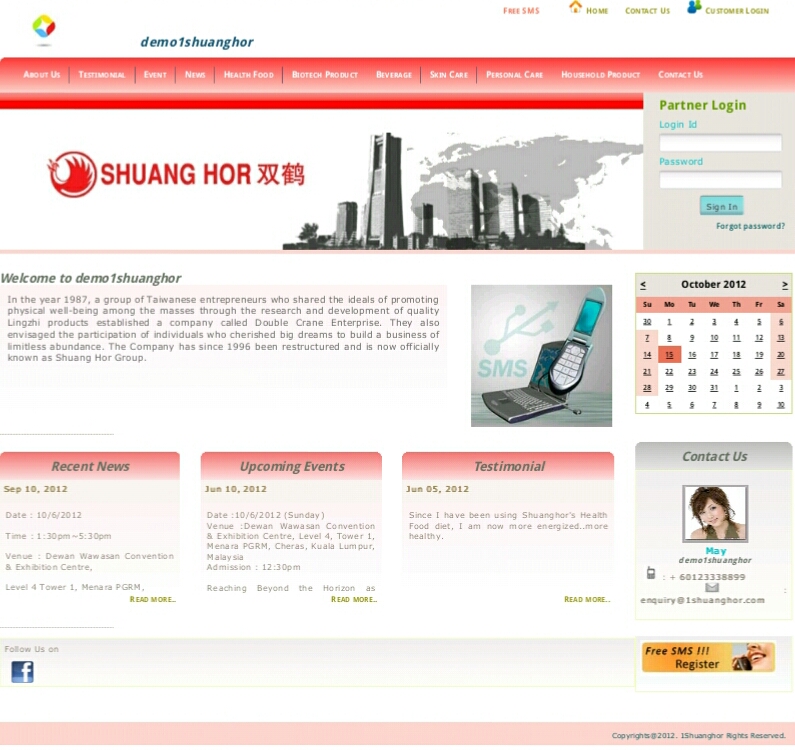 FREE SMS HOME CONTACT US CUSTOMER LOGIN
demo1shuanghor
ABOUT US TESTIMONIAL EVENT NEWS HEALTH FOOD BIOTECH PRODUCT BEVERAGE SKIN CARE PERSONAL CARE HOUSEHOLD PRODUCT CONTACT US
SHUANG HOR 双鹤
Partner Login
Login Id
Password
Sign In
Forgot password?
Welcome to demo1shuanghor
In the year 1987, a group of Taiwanese entrepreneurs who shared the ideals of promoting
physical well-being among the masses through the research and development of quality
Lingzhi products established a company called Double Crane Enterprise. They also
envisaged the participation of individuals who cherished big dreams to build a business of
limitless abundance. The Company has since 1996 been restructured and is now officially
known as Shuang Hor Group.
SMS
< October 2012 >
Su Mo Tu We Th Fr Sa
30 1 2 3 4 5 6
7 8 9 10 11 12 13
14 15 16 17 18 19 20
21 22 23 24 25 26 27
28 29 30 31 1 2 3
4 5 6 7 8 9 10
Recent News
Sep 10, 2012
Date : 10/6/2012
Time : 1:30pm~5:30pm
Venue : Dewan Wawasan Convention
& Exhibition Centre,
Level 4 Tower 1, Menara PGRM,
READ MORE..
Upcoming Events
Jun 10, 2012
Date :10/6/2012 (Sunday)
Venue :Dewan Wawasan Convention
& Exhibition Centre, Level 4, Tower 1,
Menara PGRM, Cheras, Kuala Lumpur,
Malaysia
Admission : 12:30pm
Reaching Beyond the Horizon as
READ MORE..
Testimonial
Jun 05, 2012
Since I have been using Shuanghor's Health
Food diet, I am now more energized..more
healthy.
READ MORE..
Contact Us
May
demo1shuanghor
: + 60123338899
:
enquiry@1shuanghor.com
Follow Us on
f
Free SMS !!!
Register
Copyrights@2012. 1Shuanghor Rights Reserved.